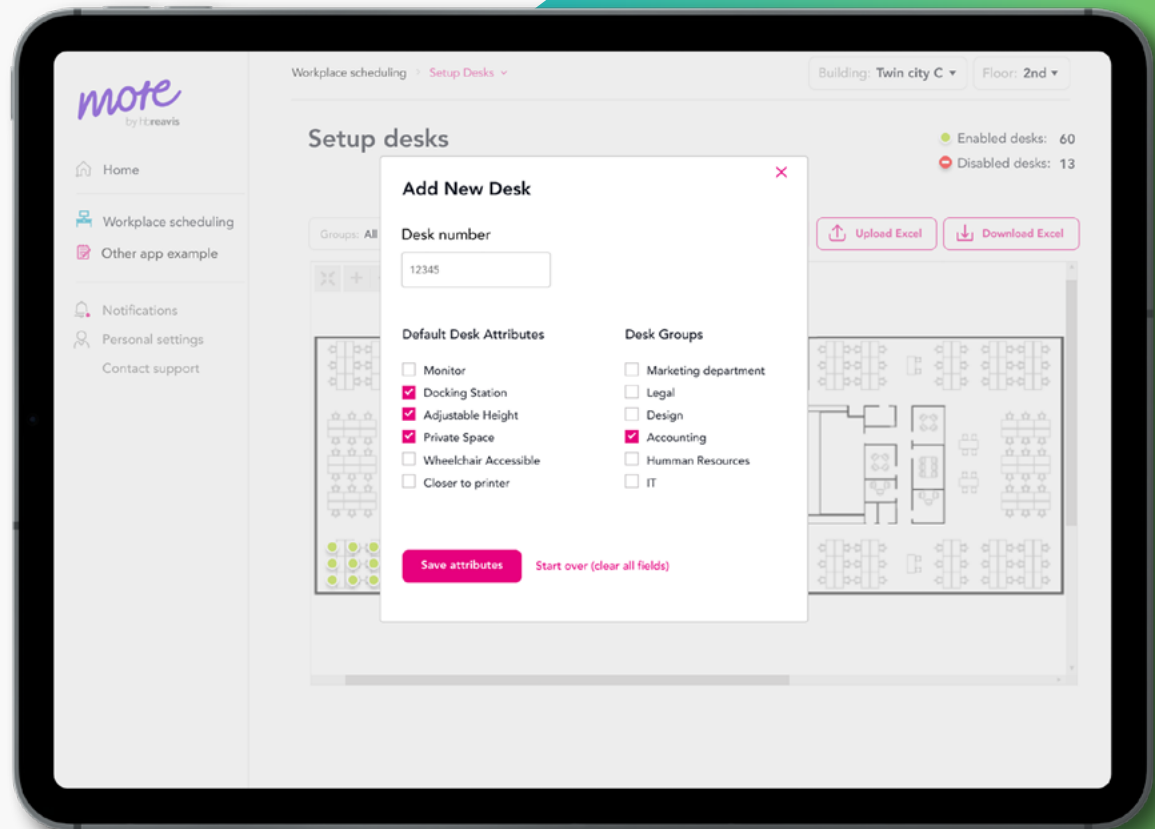 more
by hbreavis
Home
Workplace scheduling
Other app example
Notifications
Personal settings
Contact support
Workplace scheduling › Setup Desks
Building: Twin city C
Floor: 2nd
Setup desks
Enabled desks: 60
Disabled desks: 13
Groups: All
Upload Excel
Download Excel
Add New Desk
Desk number
12345
Default Desk Attributes
Monitor
Docking Station
Adjustable Height
Private Space
Wheelchair Accessible
Closer to printer
Desk Groups
Marketing department
Legal
Design
Accounting
Humman Resources
IT
Save attributes
Start over (clear all fields)